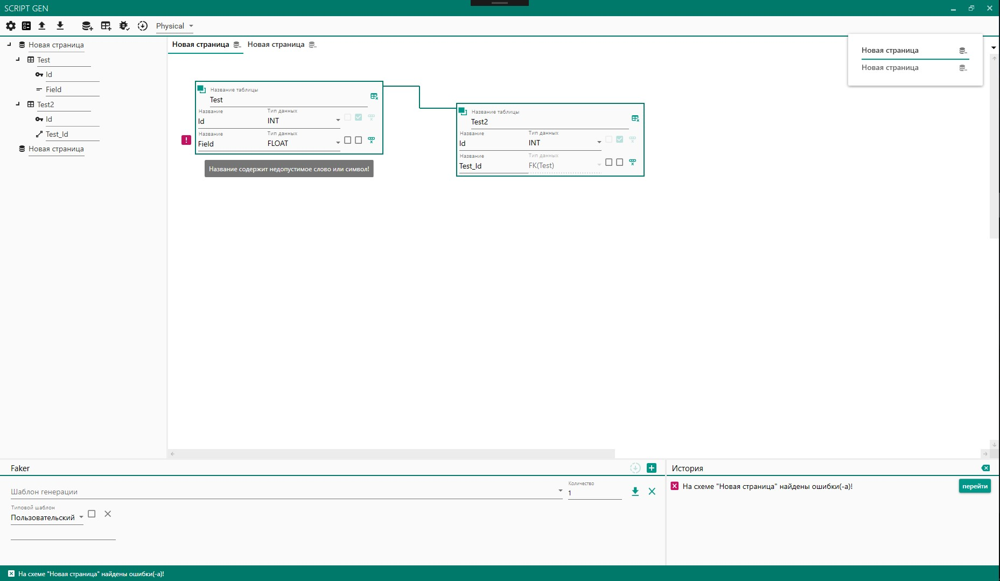 SCRIPT GEN
Physical
Новая страница
Test
Id
Field
Test2
Id
Test_Id
Новая страница
Новая страница
Новая страница
Новая страница
Новая страница
Название таблицы
Test
Название
Тип данных
Id
INT
Название
Тип данных
Field
FLOAT
Название содержит недопустимое слово или символ!
Название таблицы
Test2
Название
Тип данных
Id
INT
Название
Тип данных
Test_Id
FK(Test)
Faker
Шаблон генерации
Количество
1
Типовой шаблон
Пользовательский
История
На схеме "Новая страница" найдены ошибки(-а)!
перейти
На схеме "Новая страница" найдены ошибки(-а)!